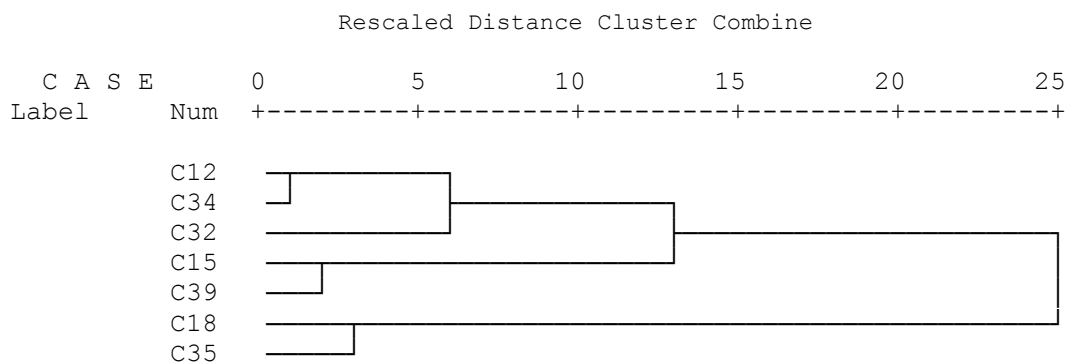 Rescaled Distance Cluster Combine
C A S E 0 5 10 15 20 25
Label Num +---------+---------+---------+---------+---------+
C12
C34
C32
C15
C39
C18
C35